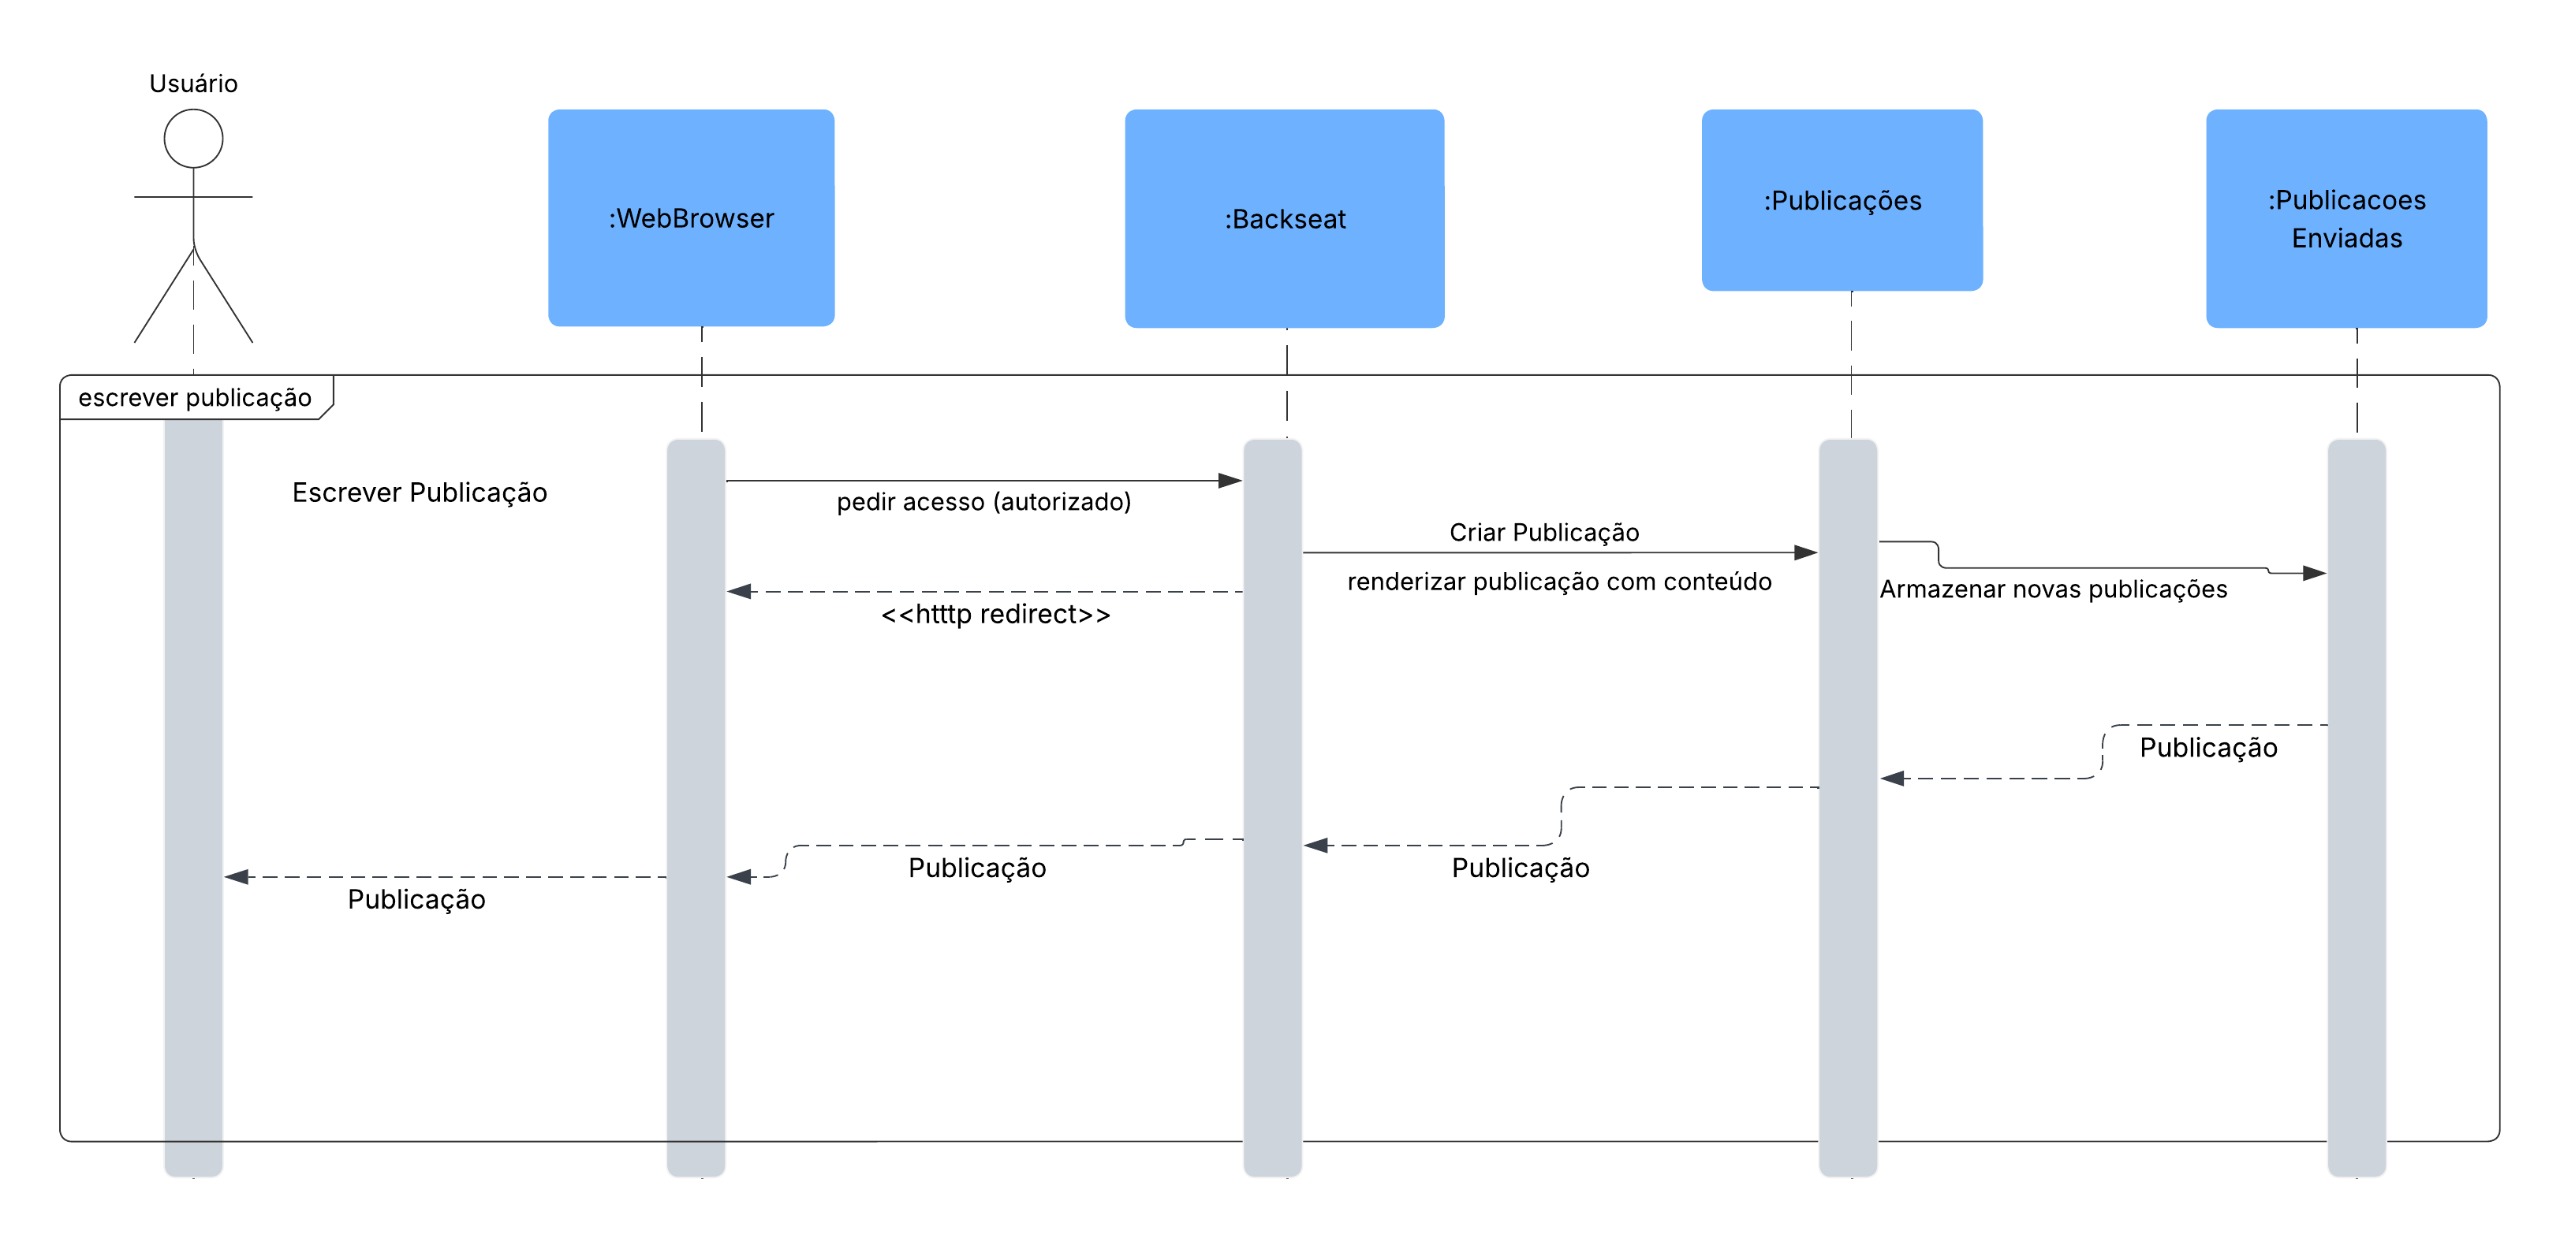 Usuário
:WebBrowser
:Backseat
:Publicações
:Publicacoes
Enviadas
escrever publicação
Escrever Publicação
pedir acesso (autorizado)
Criar Publicação
renderizar publicação com conteúdo
Armazenar novas publicações
<<htttp redirect>>
Publicação
Publicação
Publicação
Publicação